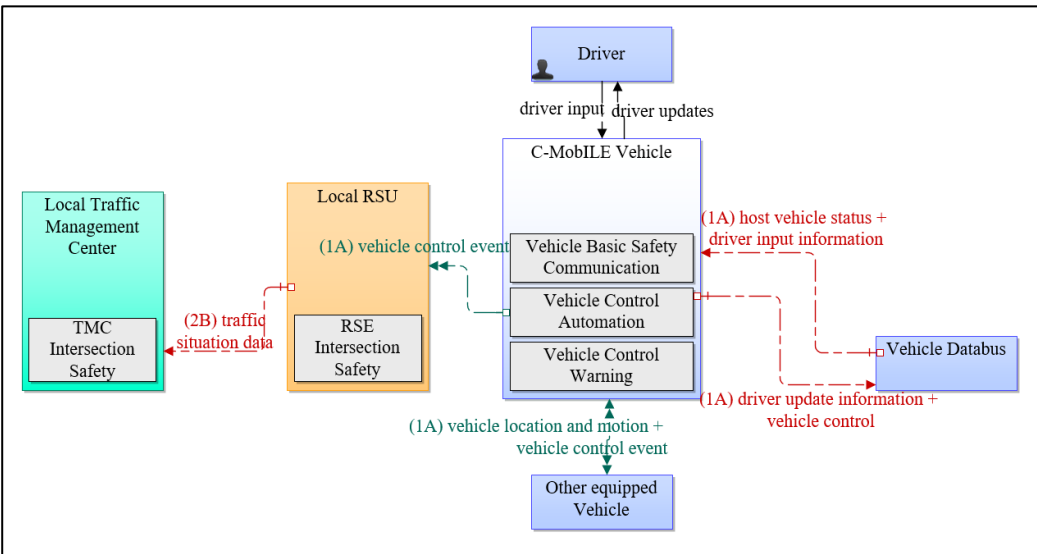 Driver
driver input
driver updates
C-MobILE Vehicle
Local Traffic
Management
Center
Local RSU
(1A) host vehicle status +
driver input information
(1A) vehicle control event
Vehicle Basic Safety
Communication
Vehicle Control
Automation
(2B) traffic
situation data
TMC
Intersection
Safety
RSE
Intersection
Safety
Vehicle Control
Warning
Vehicle Databus
(1A) driver update information +
vehicle control
(1A) vehicle location and motion +
vehicle control event
Other equipped
Vehicle